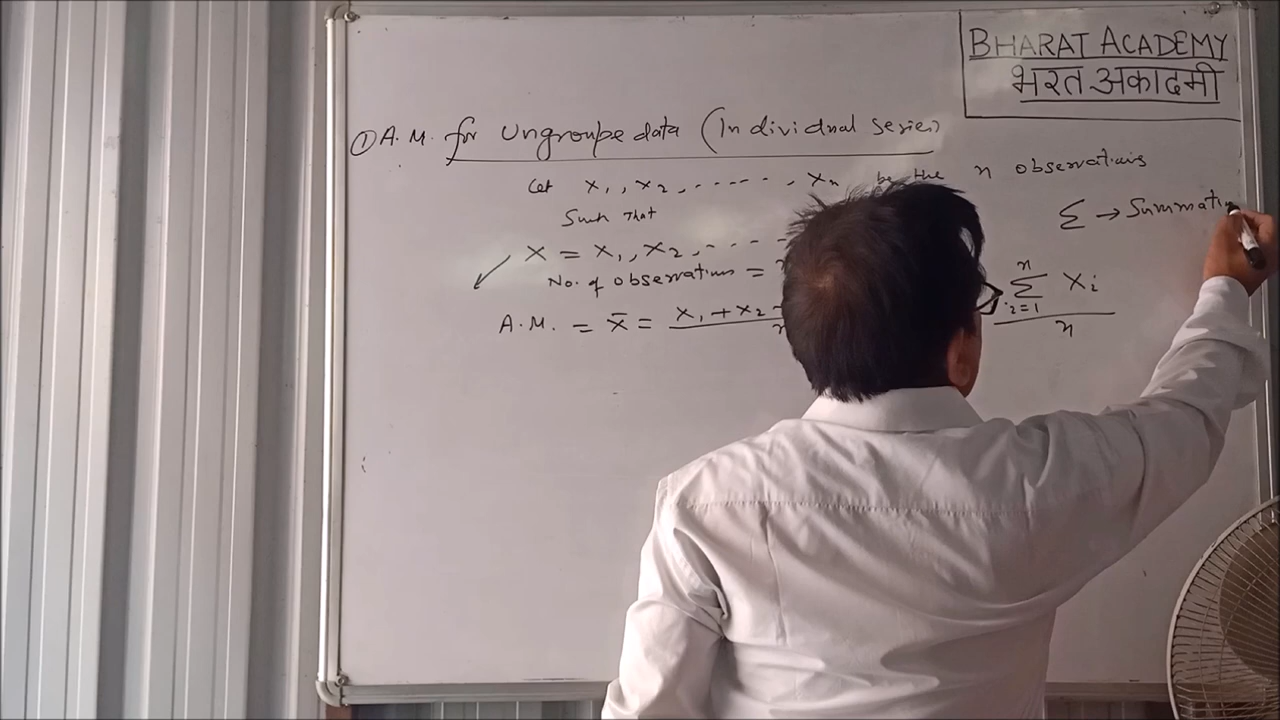 BHARAT ACADEMY
भरत अकादमी
① A.M. for Ungroupe data (Individual series)
Let x₁, x₂, ......, xₙ be the n observations
Such That
Σ → Summati
X = x₁, x₂, ....
No. of observations =
A.M. = x̄ = x₁ + x₂
n
n
Σ xᵢ
i=1
n